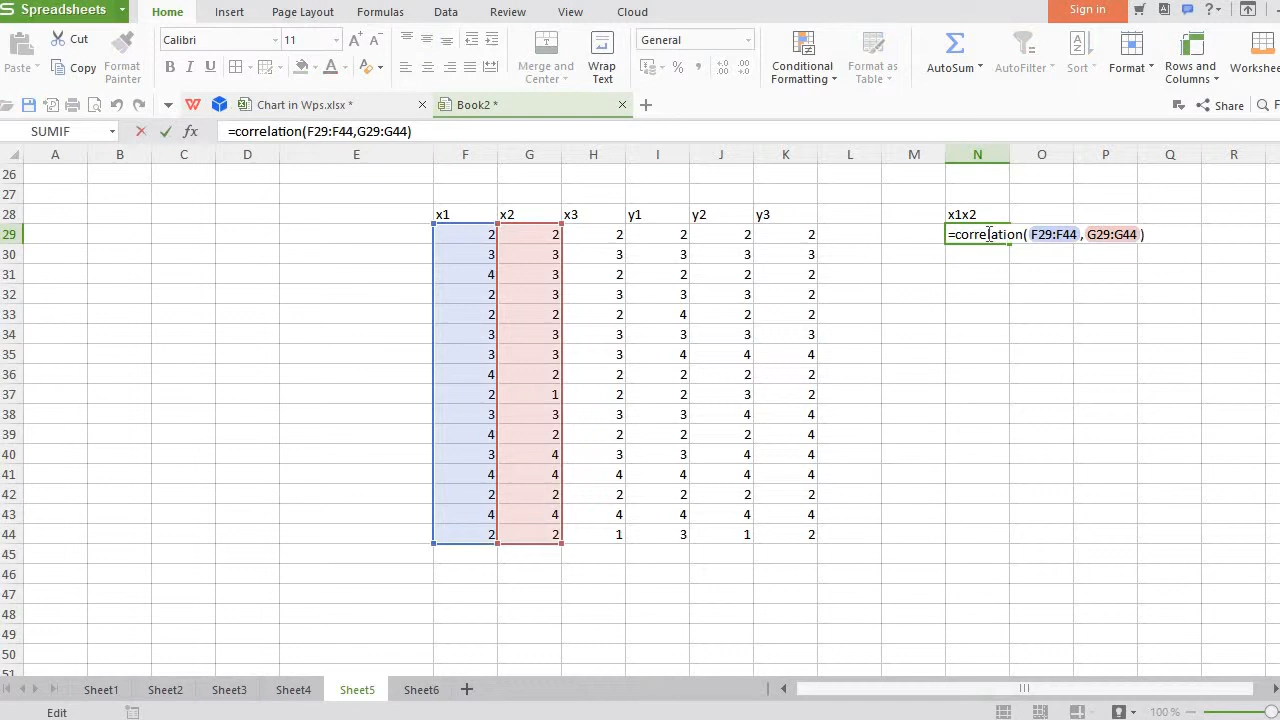 Spreadsheets
Home Insert Page Layout Formulas Data Review View Cloud Sign in
Paste Cut Copy Format Painter Calibri 11 B I U A A Merge and Center Wrap Text General % Conditional Formatting Format as Table AutoSum AutoFilter Sort Format Rows and Columns Workshee
Chart in Wps.xlsx * Book2 * Share F
SUMIF fx =correlation(F29:F44,G29:G44)
A B C D E F G H I J K L M N O P Q R
26
27
28 x1 x2 x3 y1 y2 y3 x1x2
29 2 2 2 2 2 2 =correlation( F29:F44 , G29:G44 )
30 3 3 3 3 3 3
31 4 3 2 2 2 2
32 2 3 3 3 3 2
33 2 2 2 4 2 2
34 3 3 3 3 3 3
35 3 3 3 4 4 4
36 4 2 2 2 2 2
37 2 1 2 2 3 2
38 3 3 3 3 4 4
39 4 2 2 2 2 4
40 3 4 3 3 4 4
41 4 4 4 4 4 4
42 2 2 2 2 2 2
43 4 4 4 4 4 4
44 2 2 1 3 1 2
45
46
47
48
49
50
51
Sheet1 Sheet2 Sheet3 Sheet4 Sheet5 Sheet6
Edit 100 %